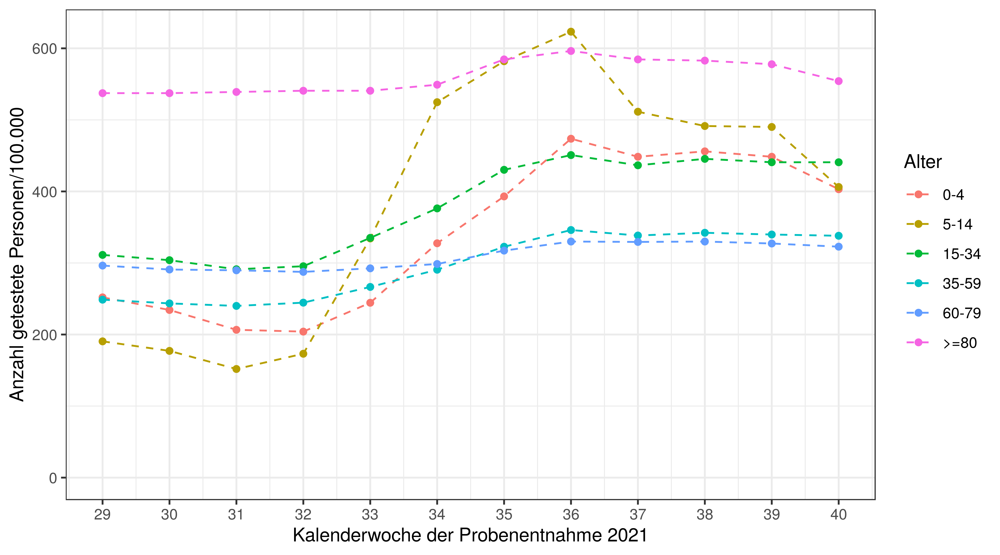 Anzahl getestete Personen/100.000
600
400
200
0
29 30 31 32 33 34 35 36 37 38 39 40
Kalenderwoche der Probenentnahme 2021
Alter
0-4
5-14
15-34
35-59
60-79
>=80